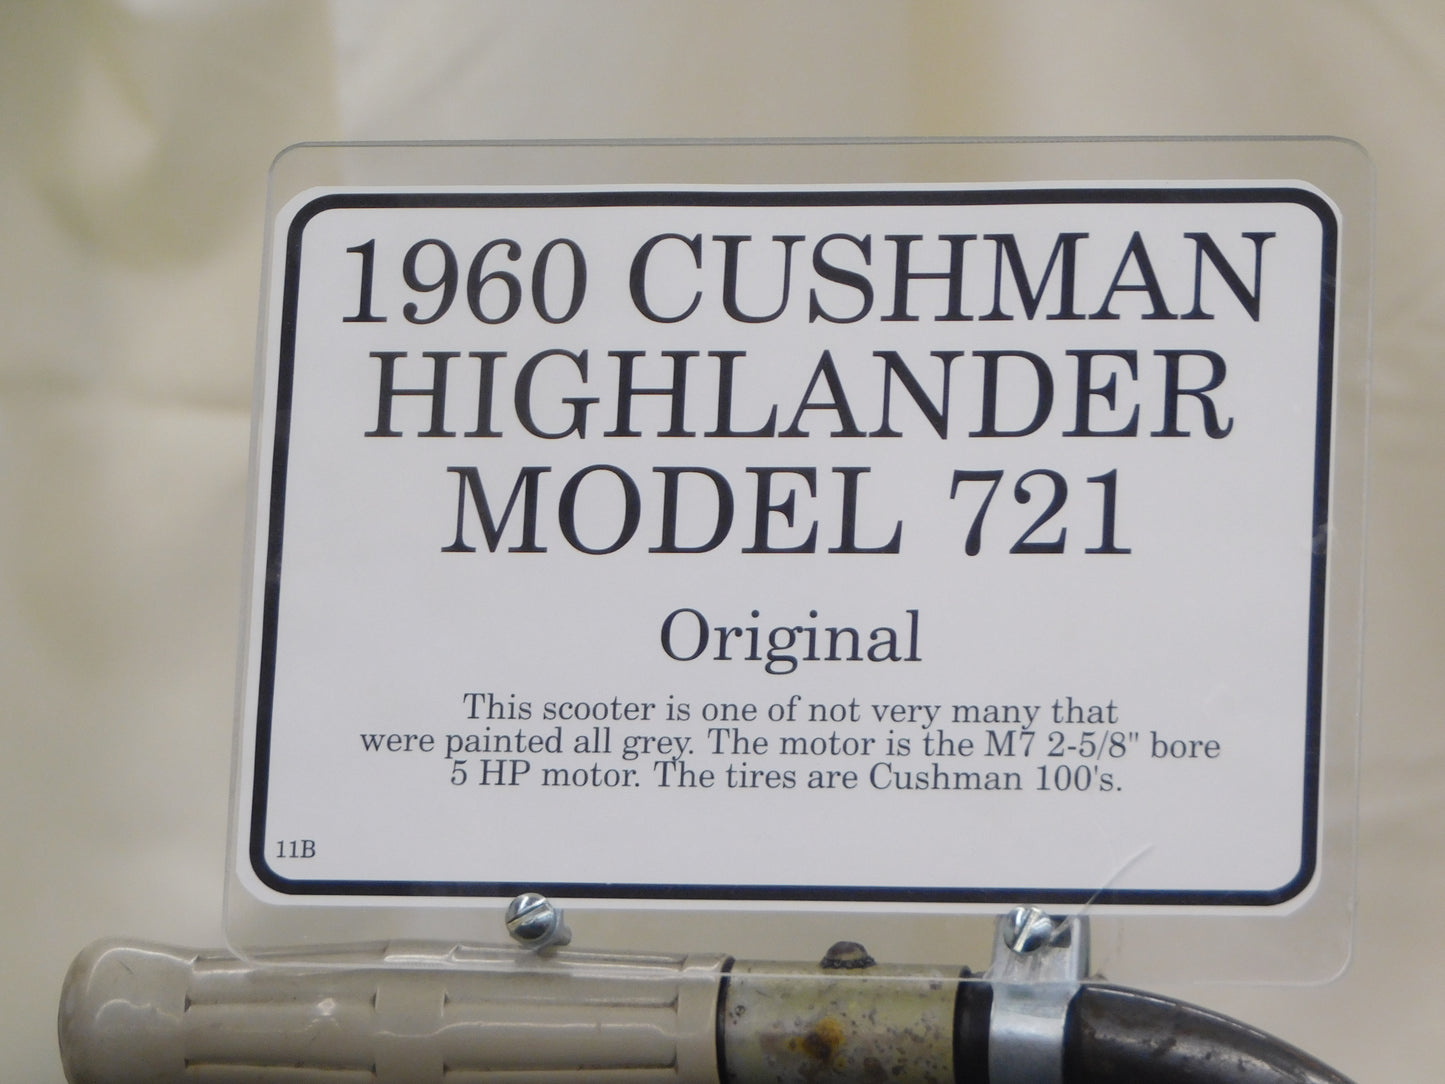 1960 CUSHMAN
HIGHLANDER
MODEL 721
Original
This scooter is one of not very many that
were painted all grey. The motor is the M7 2-5/8" bore
5 HP motor. The tires are Cushman 100's.
11B